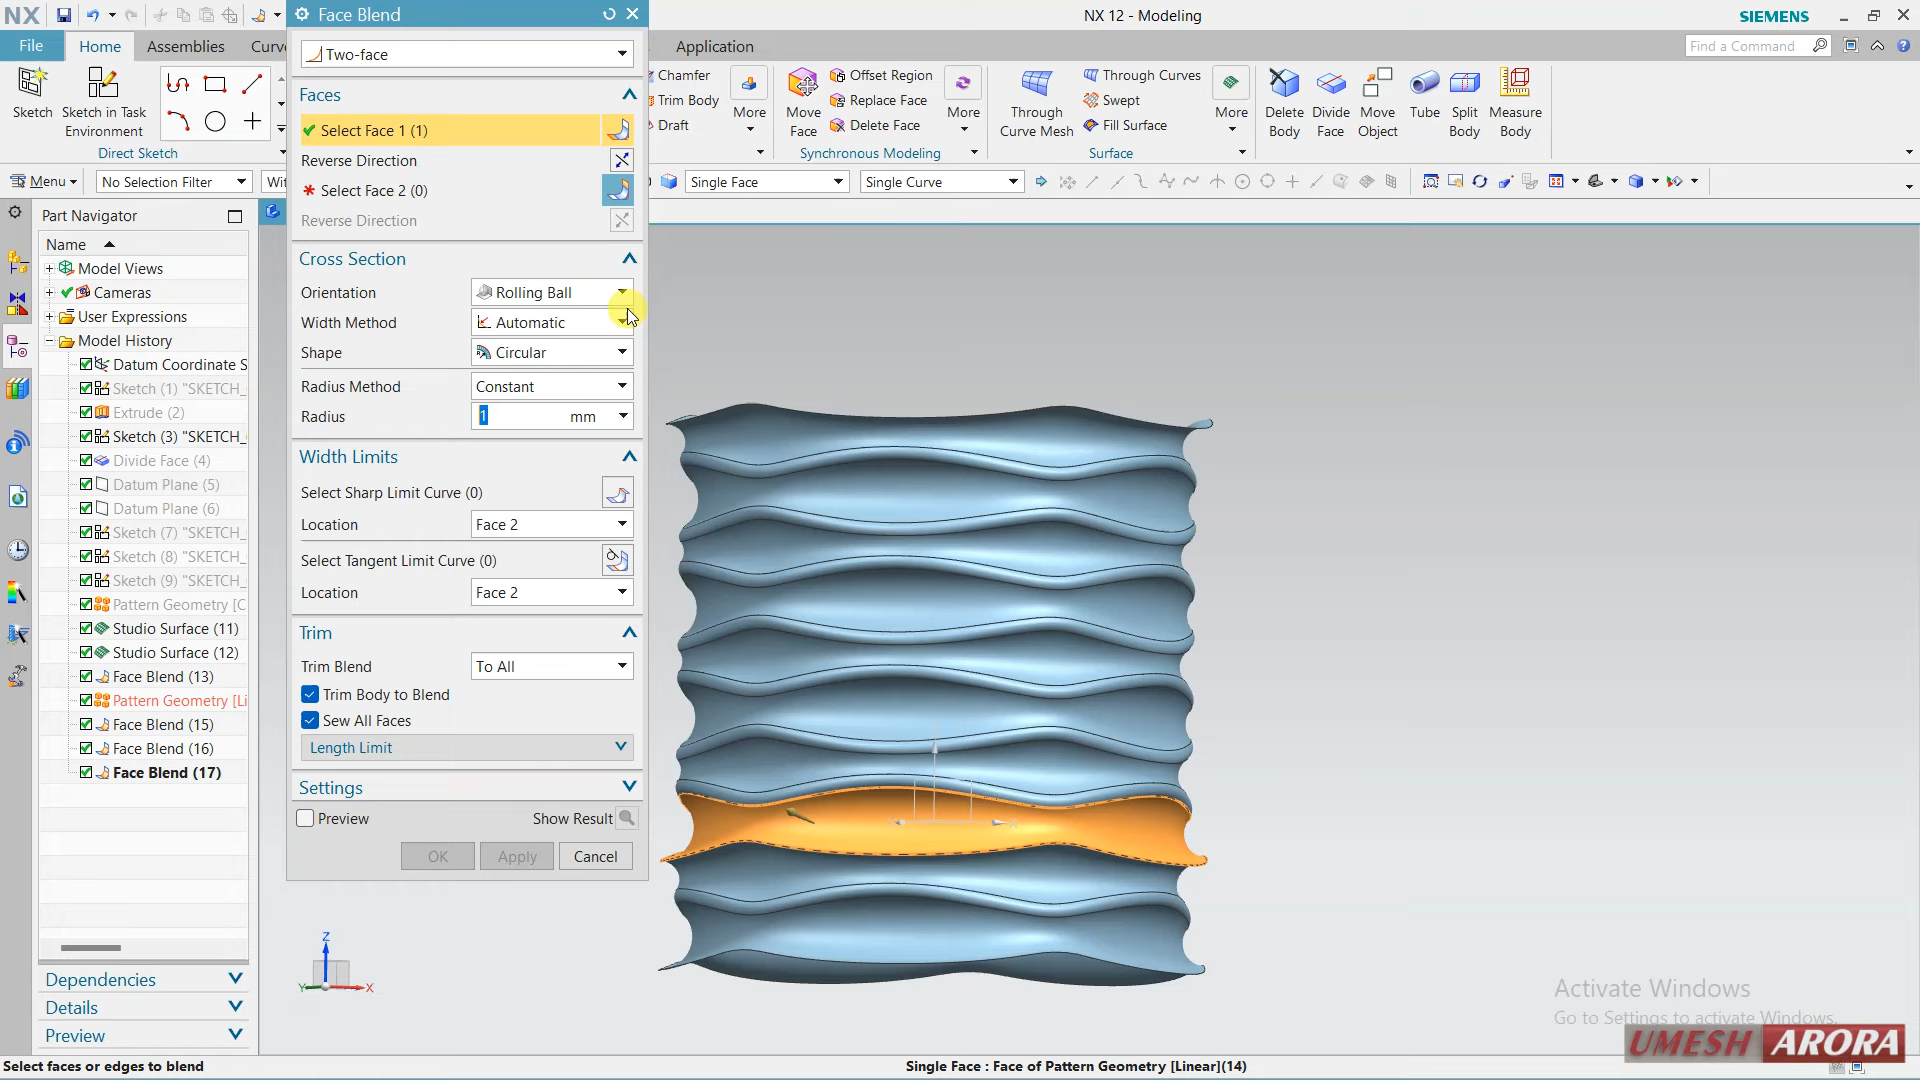 NX
Face Blend
NX 12 - Modeling
SIEMENS
File
Home
Assemblies
Curv
Application
Find a Command
Two-face
Faces
Select Face 1 (1)
Reverse Direction
Select Face 2 (0)
Reverse Direction
Cross Section
Orientation
Rolling Ball
Width Method
Automatic
Shape
Circular
Radius Method
Constant
Radius
1
mm
Width Limits
Select Sharp Limit Curve (0)
Location
Face 2
Select Tangent Limit Curve (0)
Location
Face 2
Trim
Trim Blend
To All
Trim Body to Blend
Sew All Faces
Length Limit
Settings
Preview
Show Result
OK
Apply
Cancel
Sketch
Sketch in Task
Environment
Direct Sketch
Chamfer
Trim Body
Draft
More
Move
Face
Offset Region
Replace Face
Delete Face
More
Synchronous Modeling
Through
Curve Mesh
Through Curves
Swept
Fill Surface
More
Surface
Delete
Body
Divide
Face
Move
Object
Tube
Split
Body
Measure
Body
Menu
No Selection Filter
Wit
Single Face
Single Curve
Part Navigator
Name
Model Views
Cameras
User Expressions
Model History
Datum Coordinate S
Sketch (1) "SKETCH_
Extrude (2)
Sketch (3) "SKETCH_
Divide Face (4)
Datum Plane (5)
Datum Plane (6)
Sketch (7) "SKETCH_
Sketch (8) "SKETCH_
Sketch (9) "SKETCH_
Pattern Geometry [C
Studio Surface (11)
Studio Surface (12)
Face Blend (13)
Pattern Geometry [Li
Face Blend (15)
Face Blend (16)
Face Blend (17)
Dependencies
Details
Preview
Z
Y
X
Activate Windows
Go to Settings to activate Windows.
UMESH ARORA
Select faces or edges to blend
Single Face : Face of Pattern Geometry [Linear](14)